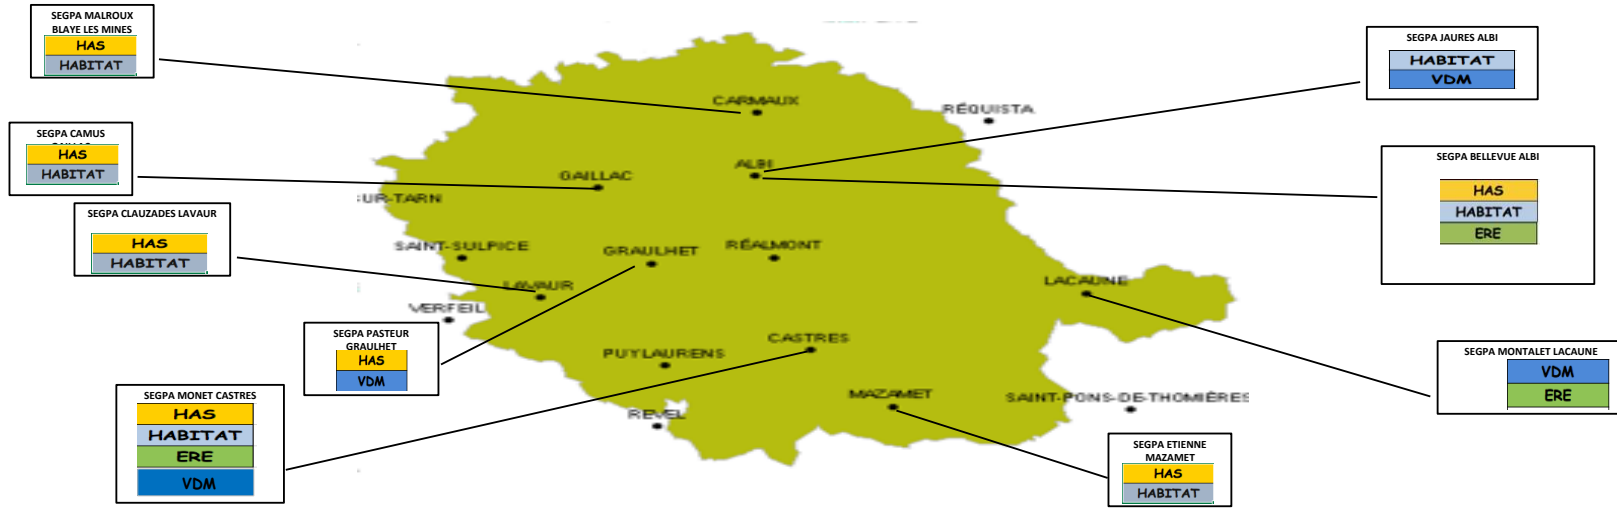 SEGPA MALROUX
BLAYE LES MINES
HAS
HABITAT
SEGPA JAURES ALBI
HABITAT
VDM
CARMAUX
RÉQUISTA
SEGPA CAMUS
HAS
HABITAT
ALBI
GAILLAC
SEGPA BELLEVUE ALBI
HAS
HABITAT
ERE
UR-TARN
SEGPA CLAUZADES LAVAUR
HAS
HABITAT
SAINT-SULPICE
GRAULHET
RÉALMONT
LAVAUR
LACAUNE
VERFEIL
SEGPA PASTEUR
GRAULHET
HAS
VDM
CASTRES
PUYLAURENS
SEGPA MONTALET LACAUNE
VDM
ERE
SEGPA MONET CASTRES
HAS
HABITAT
ERE
VDM
MAZAMET
SAINT-PONS-DE-THOMIÈRES
REVEL
SEGPA ETIENNE
MAZAMET
HAS
HABITAT